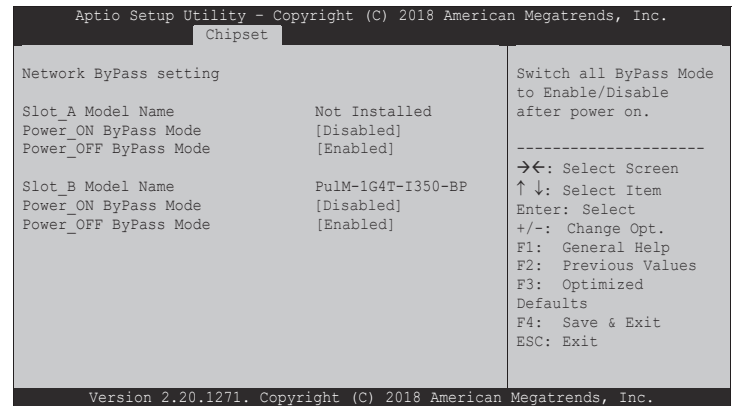 Aptio Setup Utility - Copyright (C) 2018 American Megatrends, Inc.
Chipset
Network ByPass setting
Slot_A Model Name Not Installed
Power_ON ByPass Mode [Disabled]
Power_OFF ByPass Mode [Enabled]
Slot_B Model Name PulM-1G4T-I350-BP
Power_ON ByPass Mode [Disabled]
Power_OFF ByPass Mode [Enabled]
Switch all ByPass Mode
to Enable/Disable
after power on.
---------------------
→←: Select Screen
↑ ↓: Select Item
Enter: Select
+/-: Change Opt.
F1: General Help
F2: Previous Values
F3: Optimized
Defaults
F4: Save & Exit
ESC: Exit
Version 2.20.1271. Copyright (C) 2018 American Megatrends, Inc.